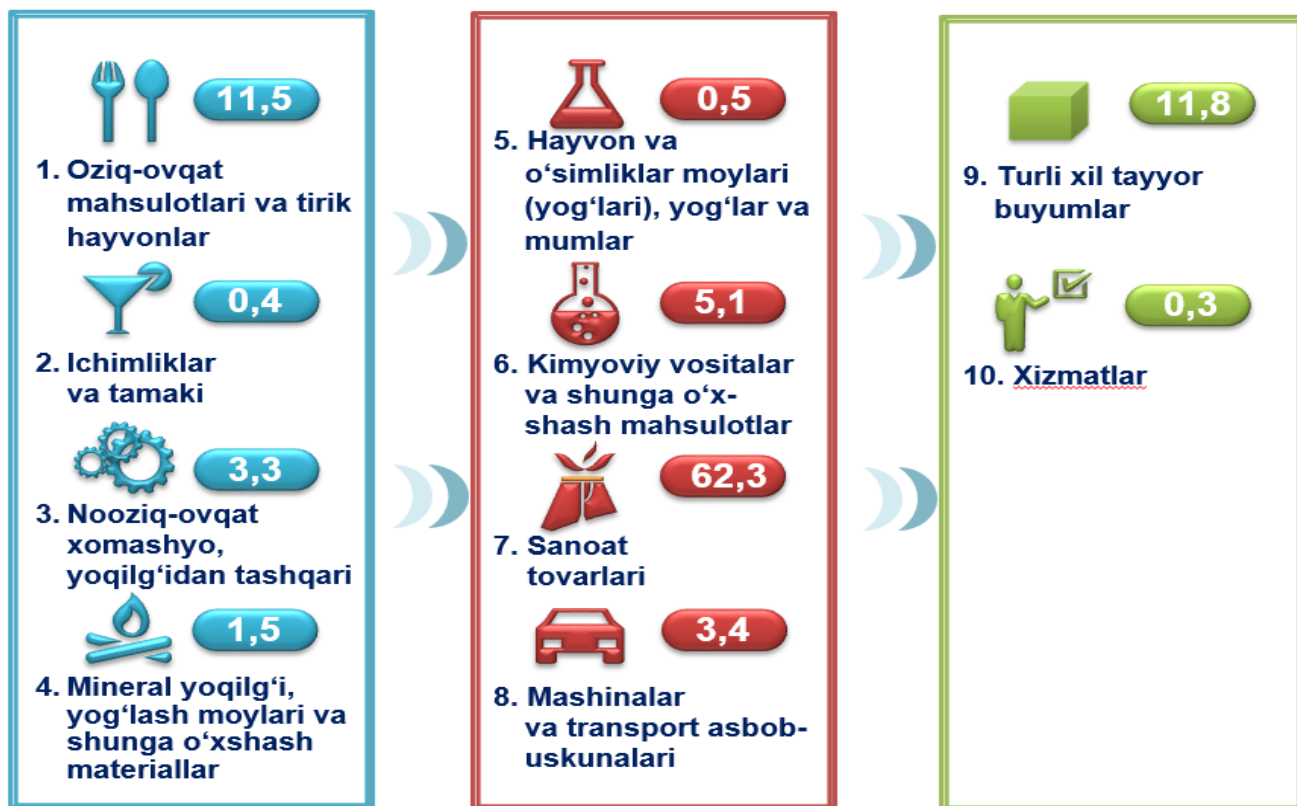 11,5
1. Oziq-ovqat
mahsulotlari va tirik
hayvonlar
0,4
2. Ichimliklar
va tamaki
3,3
3. Nooziq-ovqat
xomashyo,
yoqilg‘idan tashqari
1,5
4. Mineral yoqilg‘i,
yog‘lash moylari va
shunga o‘xshash
materiallar
0,5
5. Hayvon va
o‘simliklar moylari
(yog‘lari), yog‘lar va
mumlar
5,1
6. Kimyoviy vositalar
va shunga o‘x-
shash mahsulotlar
62,3
7. Sanoat
tovarlari
3,4
8. Mashinalar
va transport asbob-
uskunalari
11,8
9. Turli xil tayyor
buyumlar
0,3
10. Xizmatlar